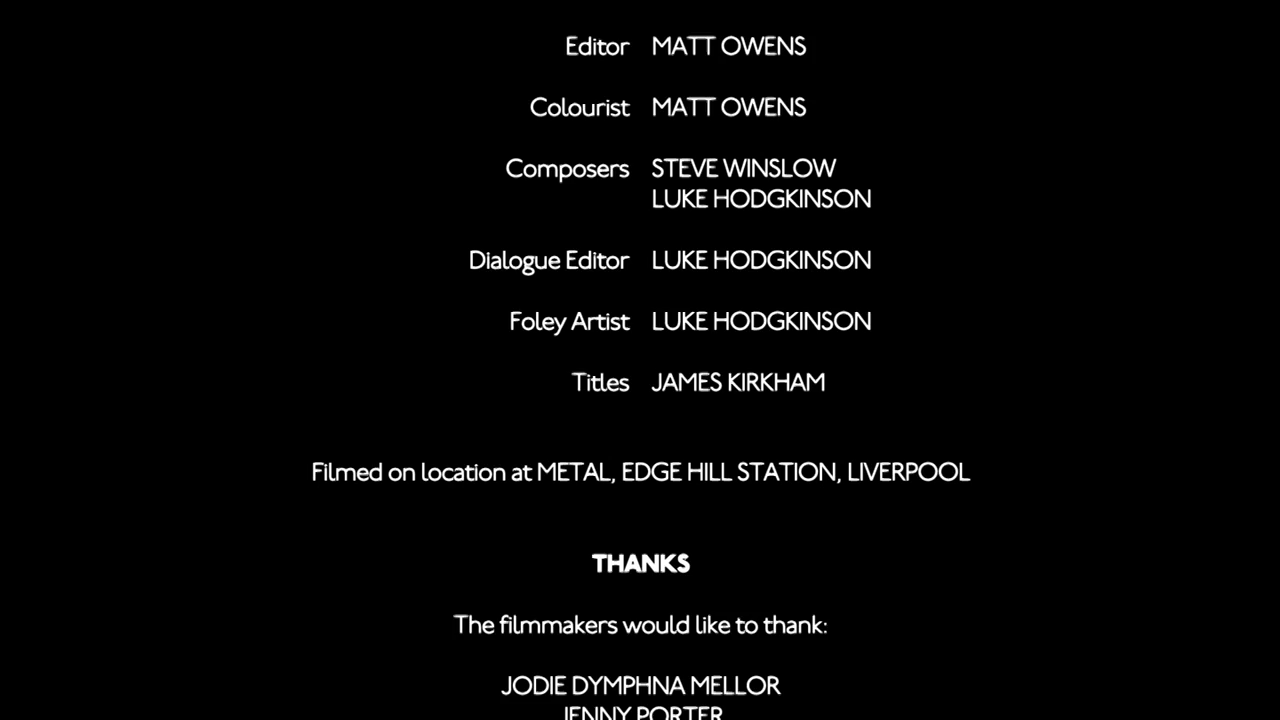 Editor MATT OWENS
Colourist MATT OWENS
Composers STEVE WINSLOW
LUKE HODGKINSON
Dialogue Editor LUKE HODGKINSON
Foley Artist LUKE HODGKINSON
Titles JAMES KIRKHAM
Filmed on location at METAL, EDGE HILL STATION, LIVERPOOL
THANKS
The filmmakers would like to thank:
JODIE DYMPHNA MELLOR
JENNY PORTER